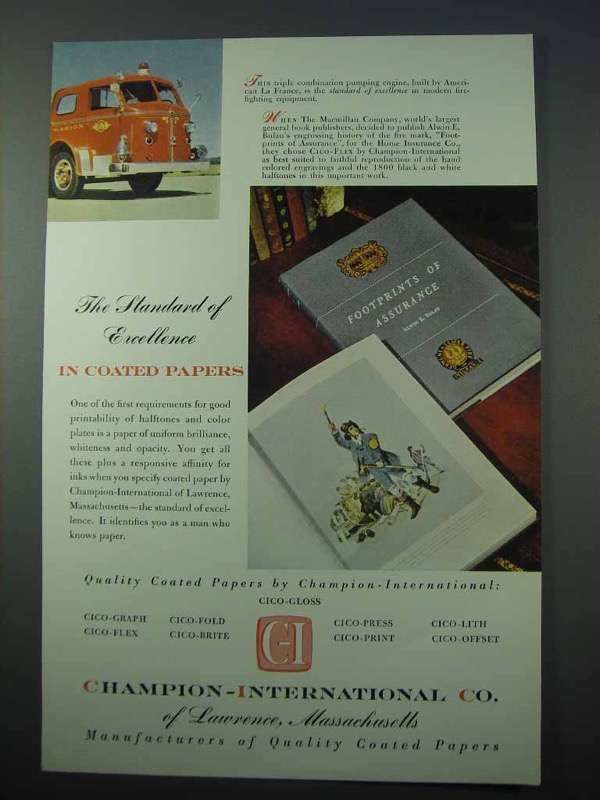 THIS triple combination pumping engine, built by Ameri-
can La France, is the standard of excellence in modern fire-
fighting equipment.
WHEN The Macmillan Company, world's largest
general book publishers, decided to publish Alwin E.
Bulau's engrossing history of the fire mark, "Foot-
prints of Assurance", for the Home Insurance Co.,
they chose CICO-FLEX by Champion-International
as best suited to faithful reproduction of the hand
colored engravings and the 1800 black and white
halftones in this important work.
FOOTPRINTS OF
ASSURANCE
ALWIN E. BULAU
The Standard of
Excellence
IN COATED PAPERS
One of the first requirements for good
printability of halftones and color
plates is a paper of uniform brilliance,
whiteness and opacity. You get all
these plus a responsive affinity for
inks when you specify coated paper by
Champion-International of Lawrence,
Massachusetts—the standard of excel-
lence. It identifies you as a man who
knows paper.
Quality Coated Papers by Champion-International:
CICO-GLOSS
CICO-GRAPH CICO-FOLD CICO-PRESS CICO-LITH
CICO-FLEX CICO-BRITE CICO-PRINT CICO-OFFSET
C-I
CHAMPION-INTERNATIONAL CO.
of Lawrence, Massachusetts
Manufacturers of Quality Coated Papers